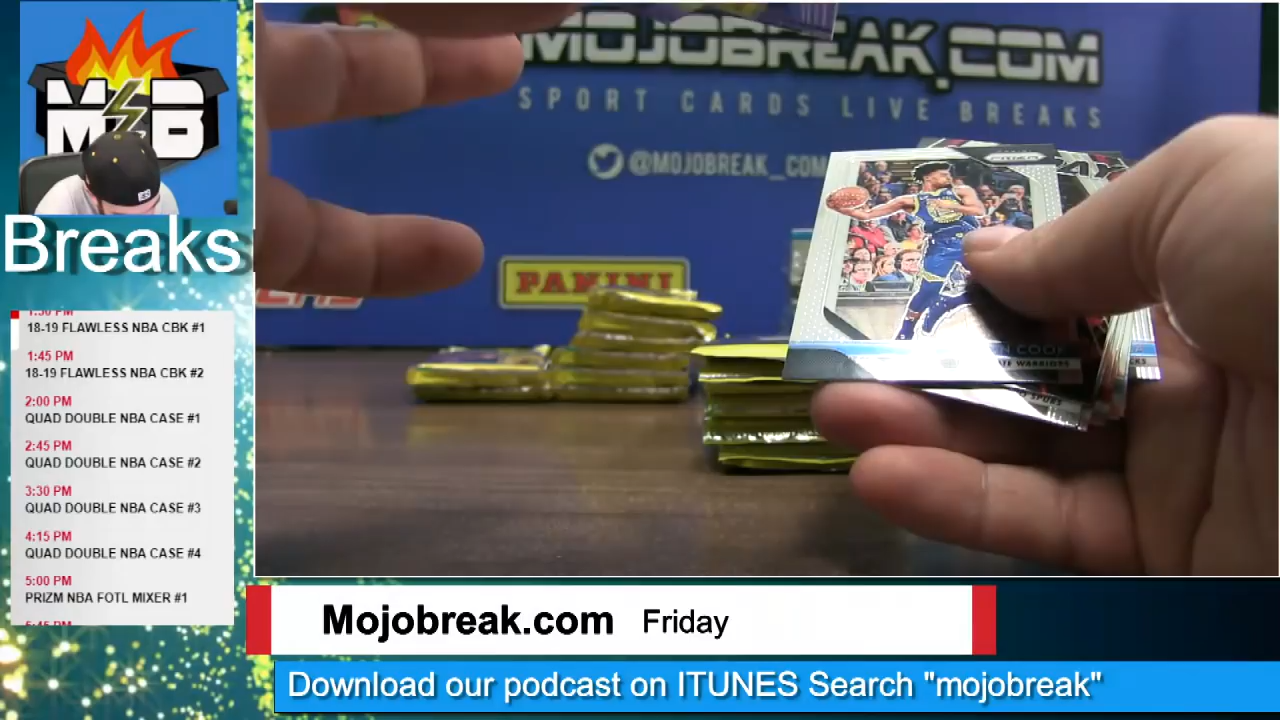 MOJOBREAK.COM
SPORT CARDS LIVE BREAKS
@MOJOBREAK_COM
PANINI
PRIZM
M B
Breaks
1:30 PM
18-19 FLAWLESS NBA CBK #1
1:45 PM
18-19 FLAWLESS NBA CBK #2
2:00 PM
QUAD DOUBLE NBA CASE #1
2:45 PM
QUAD DOUBLE NBA CASE #2
3:30 PM
QUAD DOUBLE NBA CASE #3
4:15 PM
QUAD DOUBLE NBA CASE #4
5:00 PM
PRIZM NBA FOTL MIXER #1
5:45 PM
Mojobreak.com Friday
Download our podcast on ITUNES Search "mojobreak"